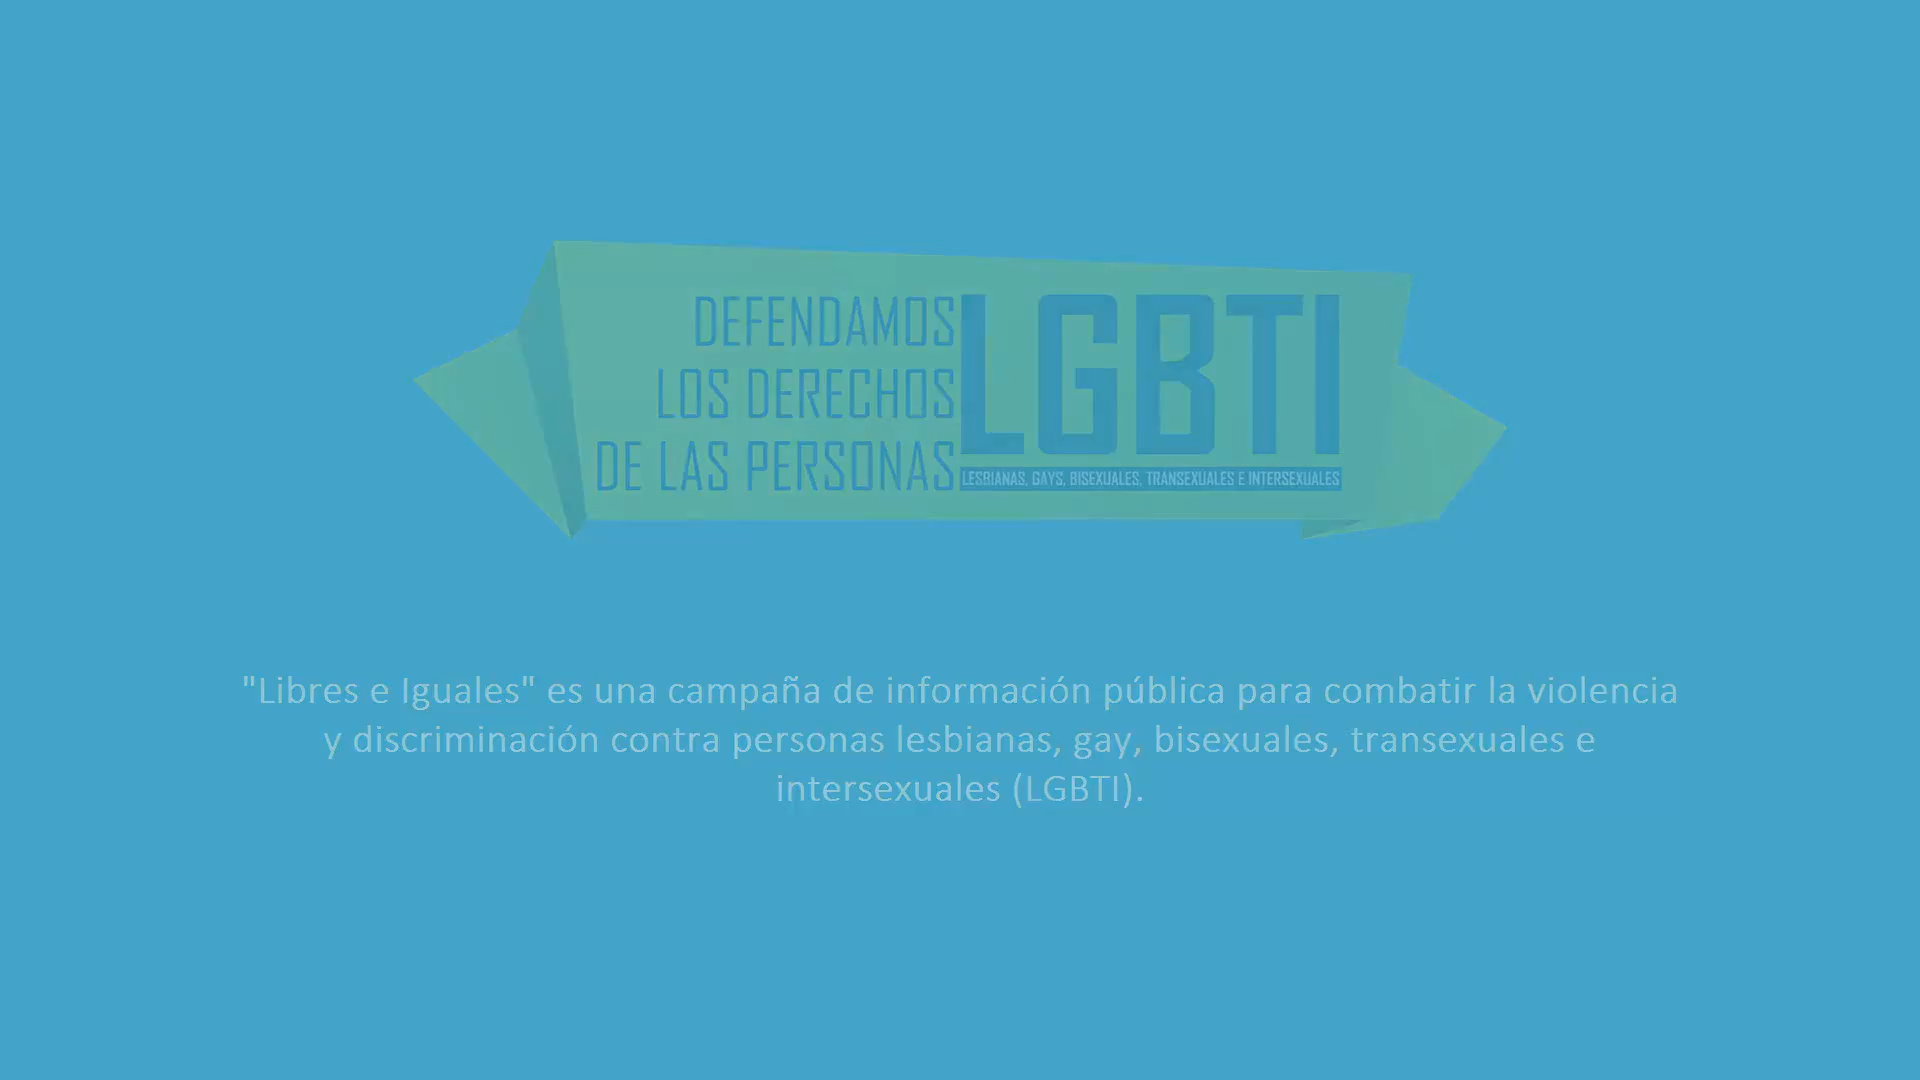 DEFENDAMOS
LOS DERECHOS
DE LAS PERSONAS
LGBTI
LESBIANAS, GAYS, BISEXUALES, TRANSEXUALES E INTERSEXUALES
"Libres e Iguales" es una campaña de información pública para combatir la violencia
y discriminación contra personas lesbianas, gay, bisexuales, transexuales e
intersexuales (LGBTI).